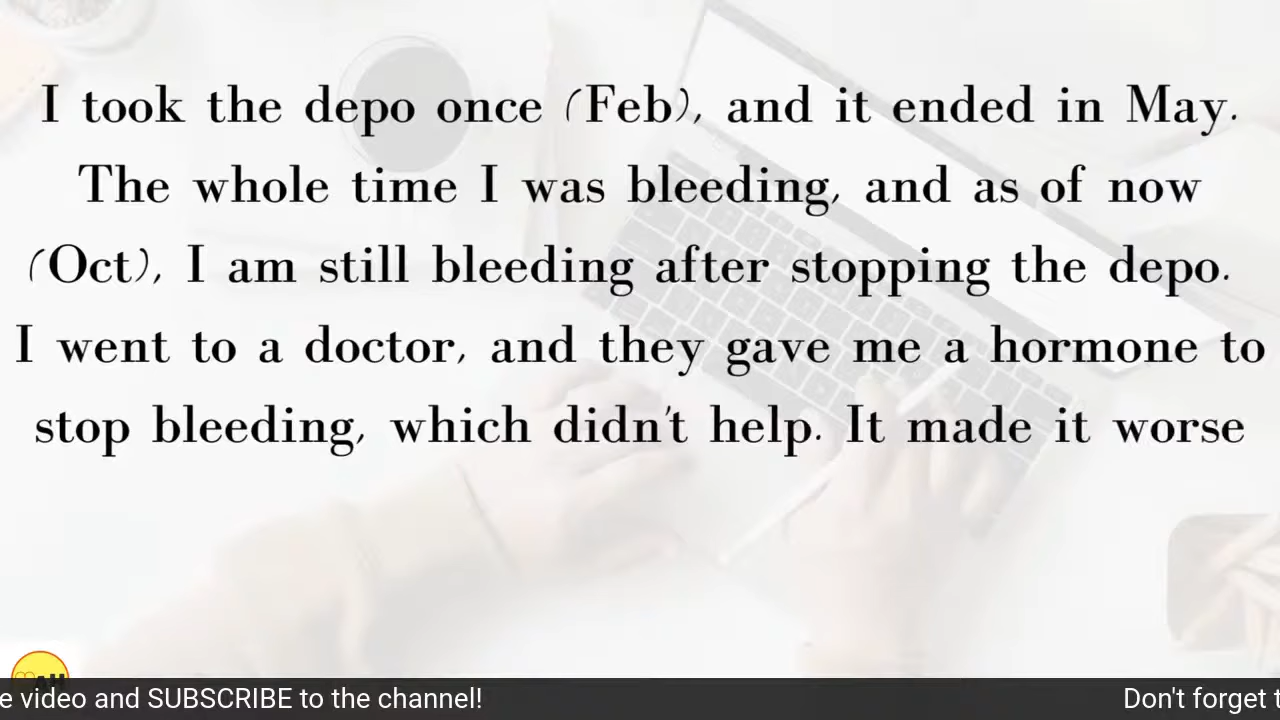 I took the depo once (Feb), and it ended in May.
The whole time I was bleeding, and as of now
(Oct), I am still bleeding after stopping the depo.
I went to a doctor, and they gave me a hormone to
stop bleeding, which didn't help. It made it worse
AH
e video and SUBSCRIBE to the channel!
Don't forget t